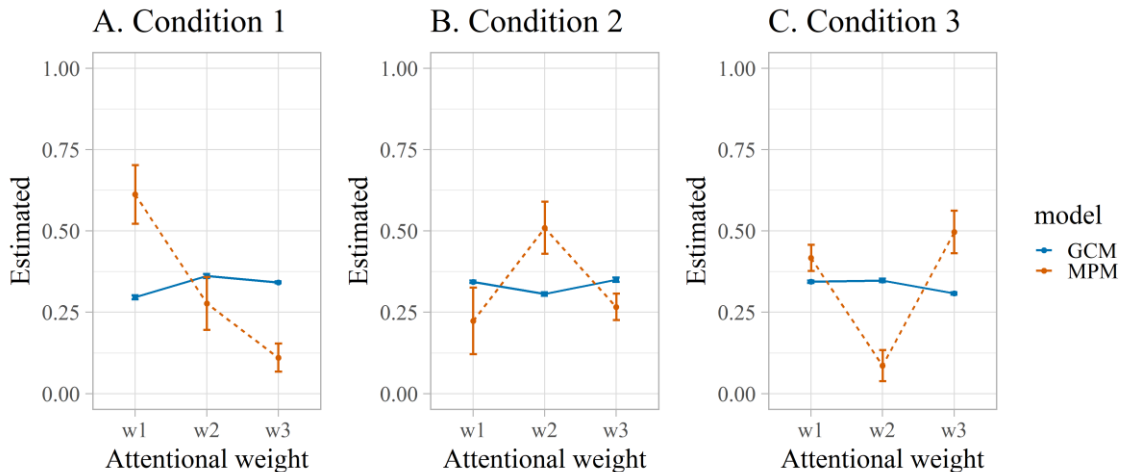 A. Condition 1
B. Condition 2
C. Condition 3
Estimated
1.00
0.75
0.50
0.25
0.00
w1 w2 w3
Attentional weight
Estimated
1.00
0.75
0.50
0.25
0.00
w1 w2 w3
Attentional weight
Estimated
1.00
0.75
0.50
0.25
0.00
w1 w2 w3
Attentional weight
model
GCM
MPM